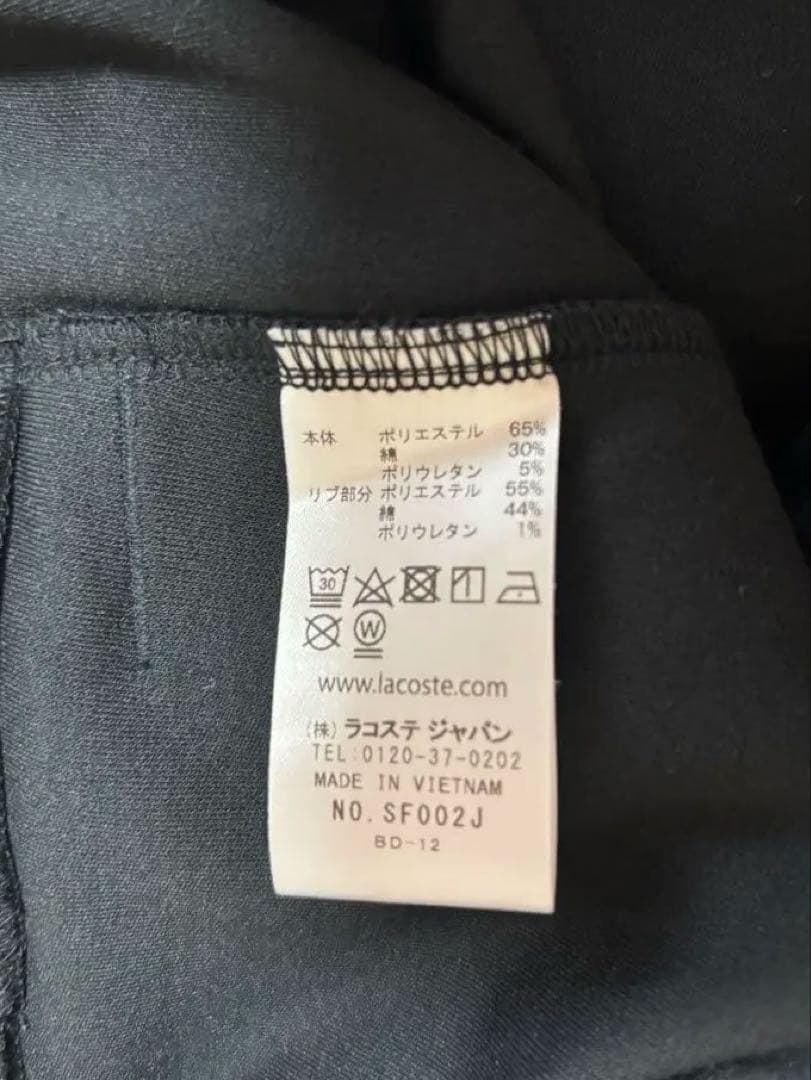 本体 ポリエステル 65%
綿 30%
ポリウレタン 5%
リブ部分 ポリエステル 55%
綿 44%
ポリウレタン 1%
30
W
www.lacoste.com
(株) ラコステ ジャパン
TEL:0120-37-0202
MADE IN VIETNAM
NO. SF002J
BD-12